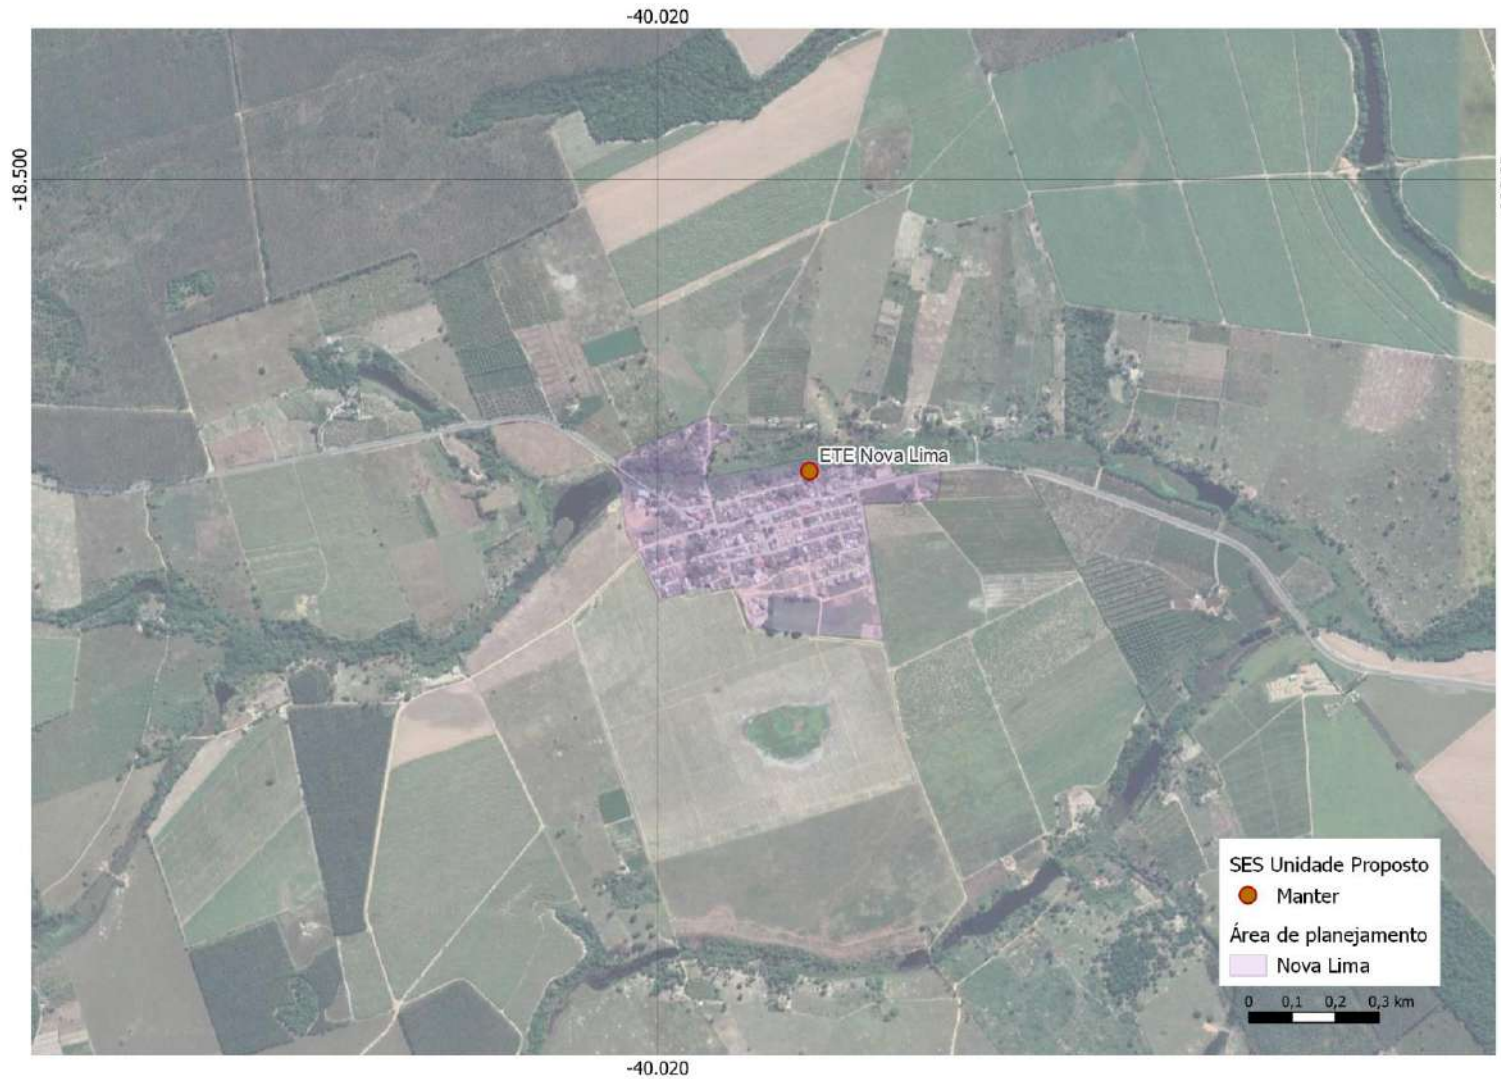 -40.020
-18.500
ETE Nova Lima
SES Unidade Proposto
Manter
Área de planejamento
Nova Lima
0 0,1 0,2 0,3 km
-40.020